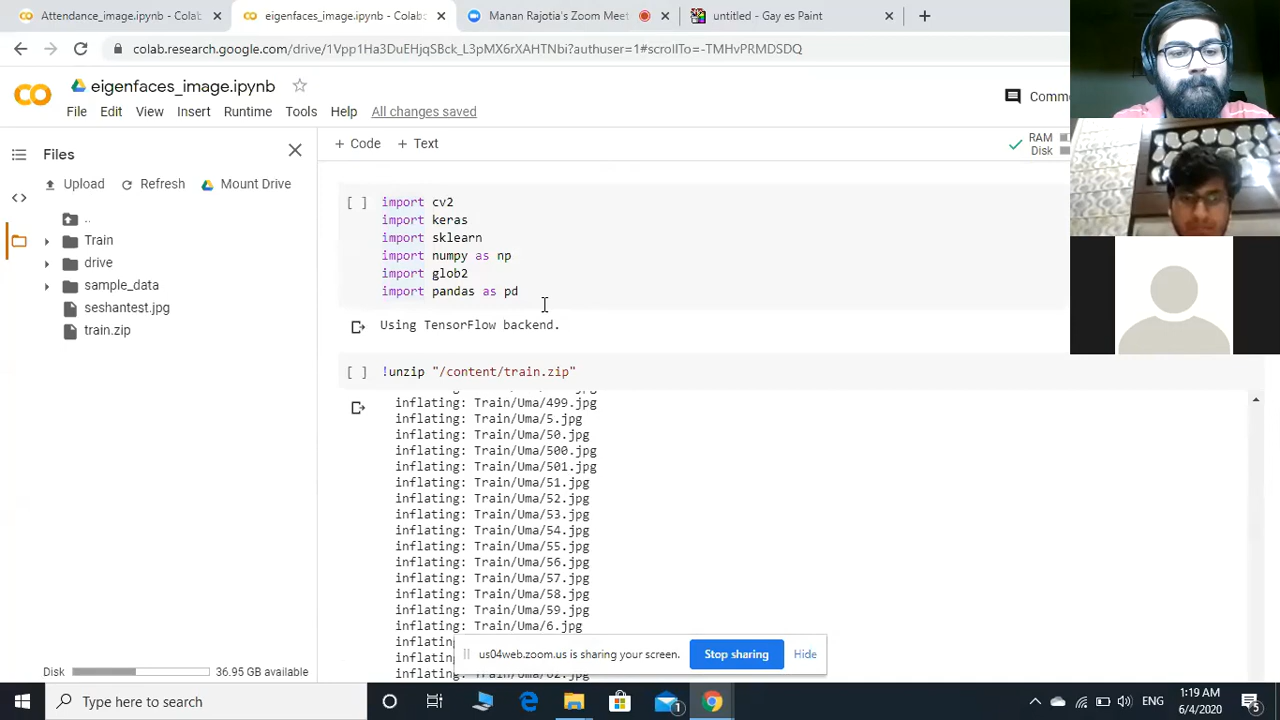 Attendance_image.ipynb - Colab
eigenfaces_image.ipynb - Colab
Manan Rajotia's Zoom Meet
untitled - Gay es Paint
colab.research.google.com/drive/1Vpp1Ha3DuEHjqSBck_L3pMX6rXAHTNbi?authuser=1#scrollTo=-TMHvPRMDSDQ
eigenfaces_image.ipynb
Comme
File Edit View Insert Runtime Tools Help All changes saved
Files
+ Code + Text
RAM
Disk
Upload Refresh Mount Drive
..
Train
drive
sample_data
seshantest.jpg
train.zip
[ ] import cv2
import keras
import sklearn
import numpy as np
import glob2
import pandas as pd
Using TensorFlow backend.
[ ] !unzip "/content/train.zip"
inflating: Train/Uma/499.jpg
inflating: Train/Uma/5.jpg
inflating: Train/Uma/50.jpg
inflating: Train/Uma/500.jpg
inflating: Train/Uma/501.jpg
inflating: Train/Uma/51.jpg
inflating: Train/Uma/52.jpg
inflating: Train/Uma/53.jpg
inflating: Train/Uma/54.jpg
inflating: Train/Uma/55.jpg
inflating: Train/Uma/56.jpg
inflating: Train/Uma/57.jpg
inflating: Train/Uma/58.jpg
inflating: Train/Uma/59.jpg
inflating: Train/Uma/6.jpg
inflating
inflating
us04web.zoom.us is sharing your screen. Stop sharing Hide
Disk 36.95 GB available
Type here to search
1
ENG
1:19 AM
6/4/2020
5